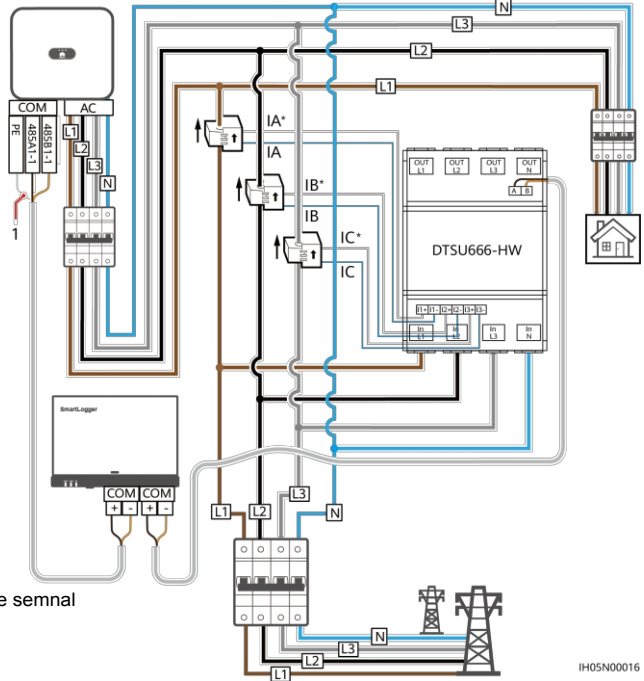 N
L3
L2
L1
COM
AC
PE
485A1-1
485B1-1
L1
L2
L3
N
1
IA*
IA
IB*
IB
IC*
IC
OUT L1
OUT L2
OUT L3
OUT N
A B
DTSU666-HW
I1+ I1- I2+ I2- I3+ I3-
In L1
In L2
In L3
In N
SmartLogger
COM COM
+ - + -
L1
L2
L3
N
e semnal
N
L3
L2
L1
IH05N00016